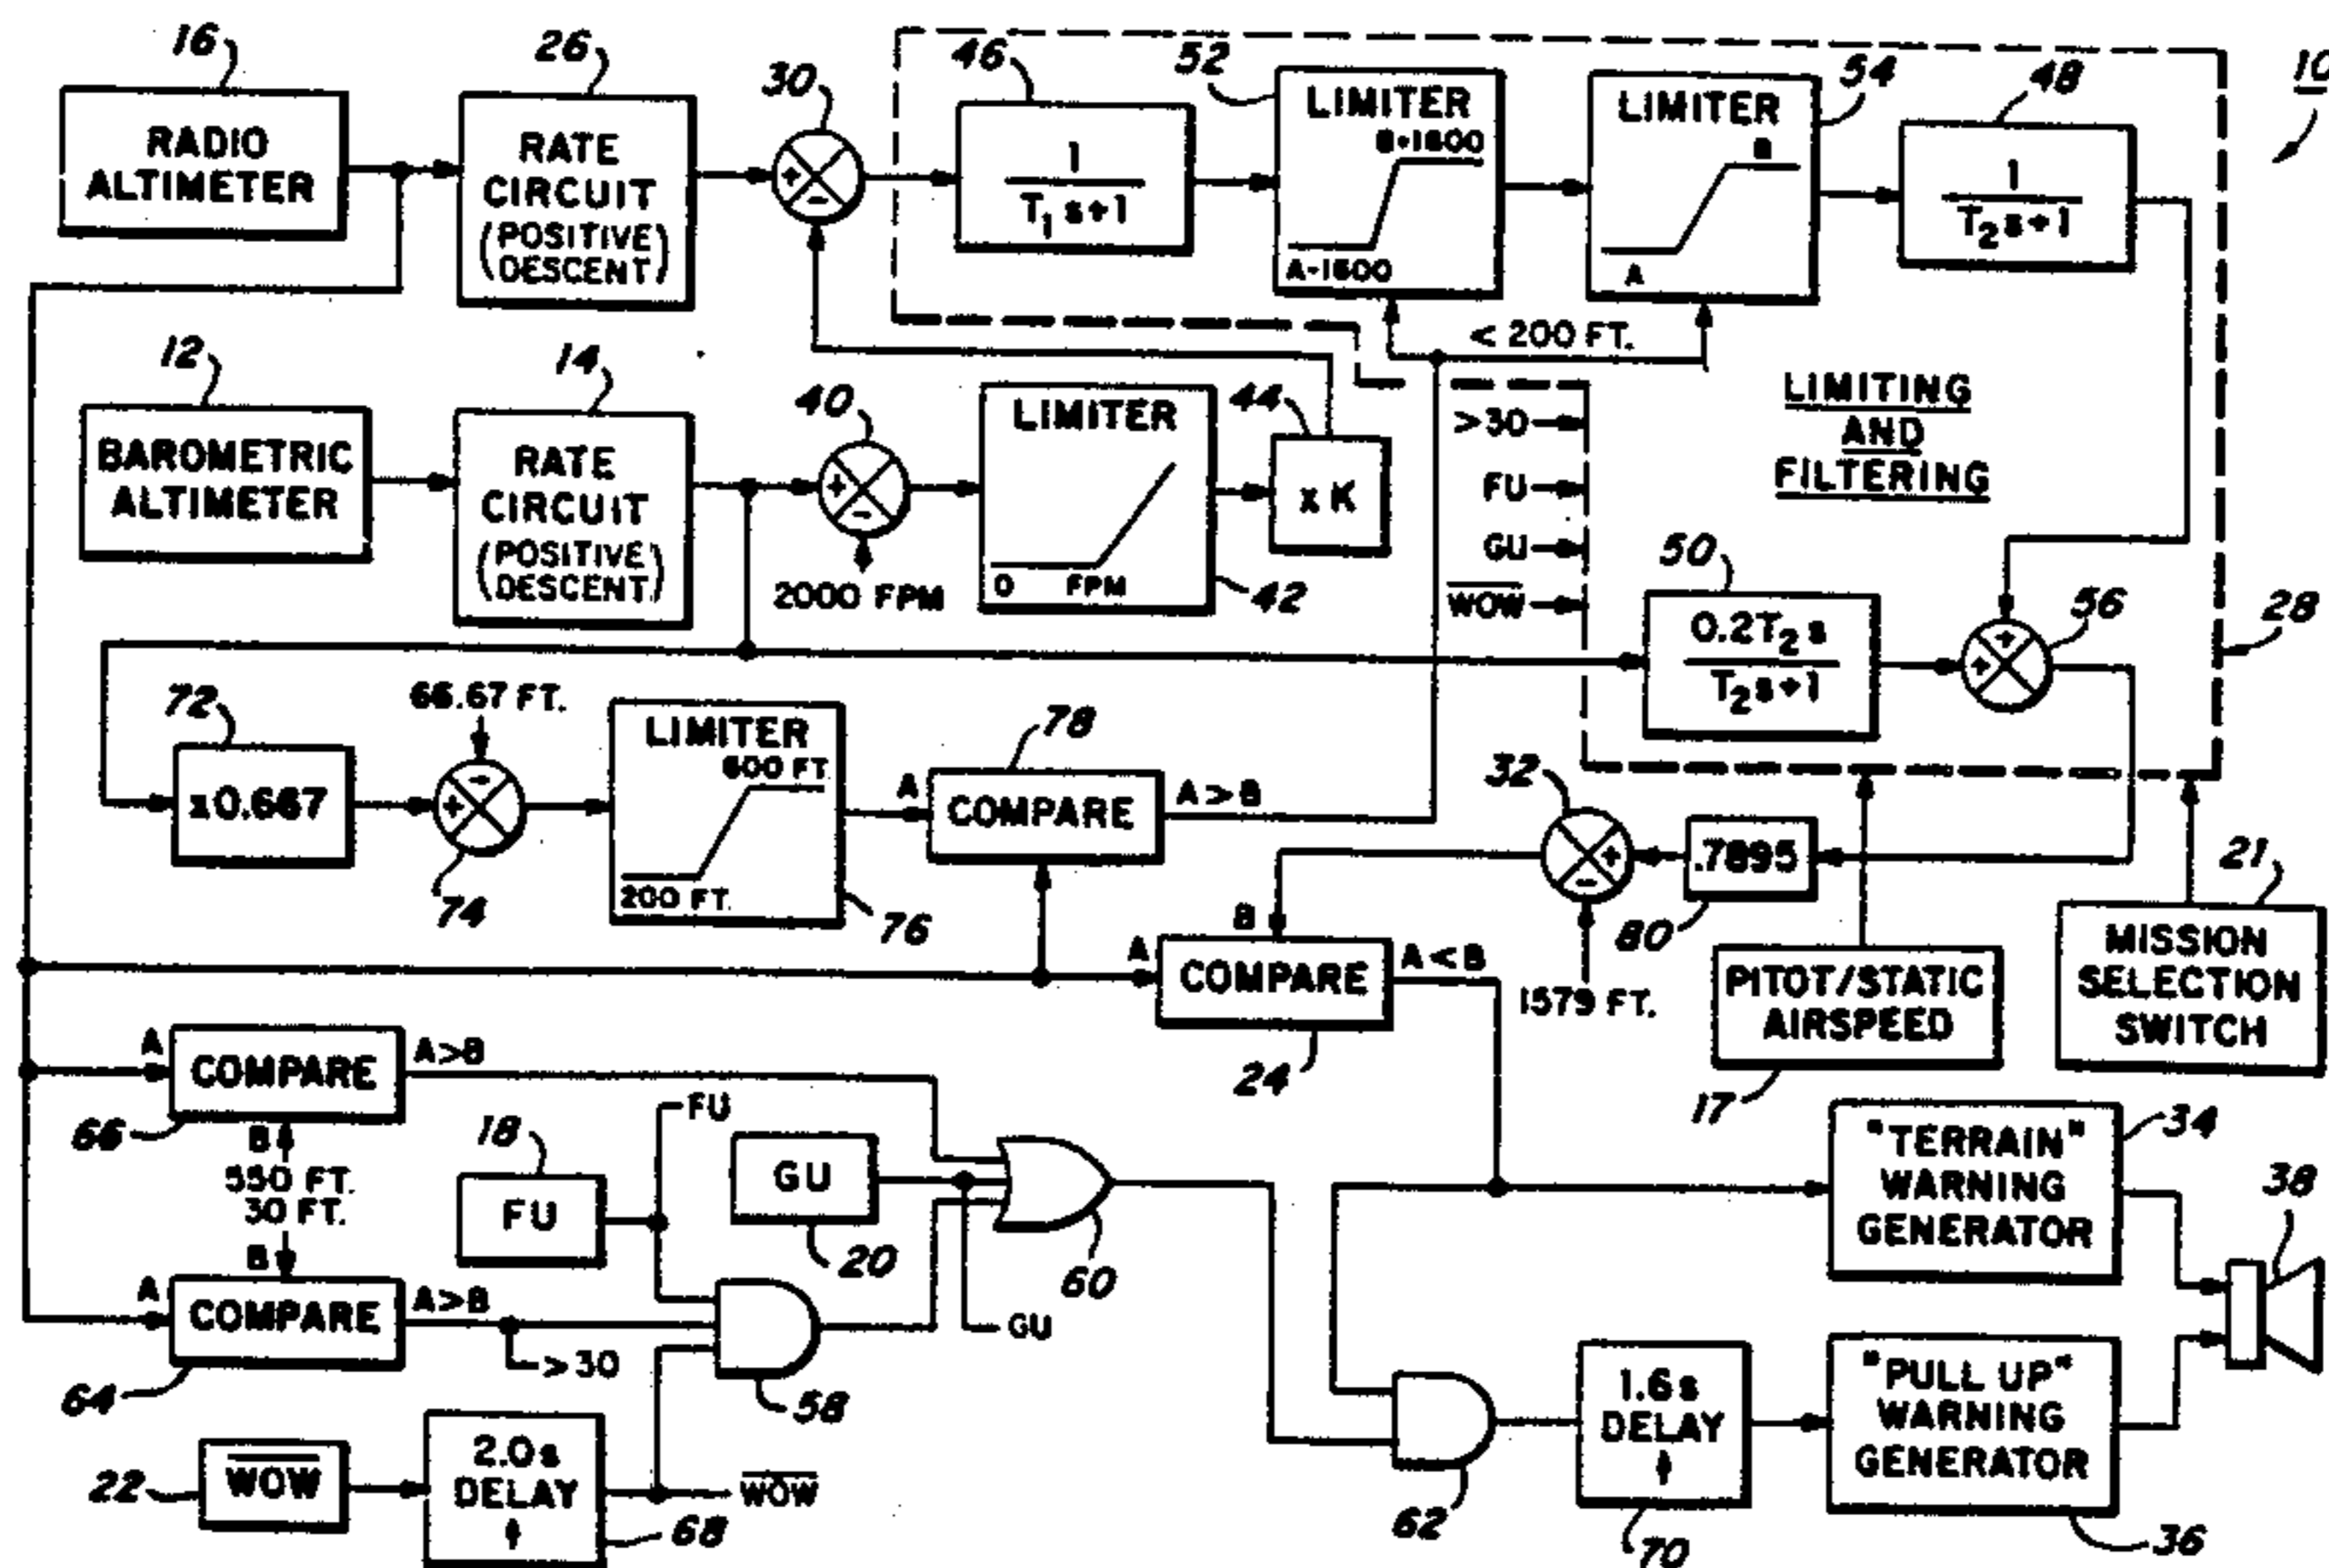 16
26
30
46
52
54
48
10
RADIO
ALTIMETER
RATE
CIRCUIT
(POSITIVE)
(DESCENT)
+
-
1
T1 s+1
LIMITER
B+1600
A-1600
LIMITER
B
A
1
T2 s+1
< 200 FT.
LIMITING
AND
FILTERING
12
14
40
44
BAROMETRIC
ALTIMETER
RATE
CIRCUIT
(POSITIVE)
(DESCENT)
+
-
2000 FPM
LIMITER
0 FPM
42
x K
>30
FU
GU
WOW
50
0.2T2 s
T2 s+1
+
+
56
28
72
66.67 FT.
x0.667
-
+
74
LIMITER
600 FT
200 FT.
76
78
A
COMPARE
A>B
32
+
-
.7895
80
1579 FT.
21
MISSION
SELECTION
SWITCH
PITOT/STATIC
AIRSPEED
17
B
A
COMPARE
A<B
24
A
COMPARE
A>B
66
B
550 FT.
30 FT.
B
A
COMPARE
A>B
64
>30
18
FU
FU
GU
20
GU
60
58
22
WOW
2.0s
DELAY
68
WOW
62
1.6s
DELAY
70
"TERRAIN"
WARNING
GENERATOR
34
38
"PULL UP"
WARNING
GENERATOR
36